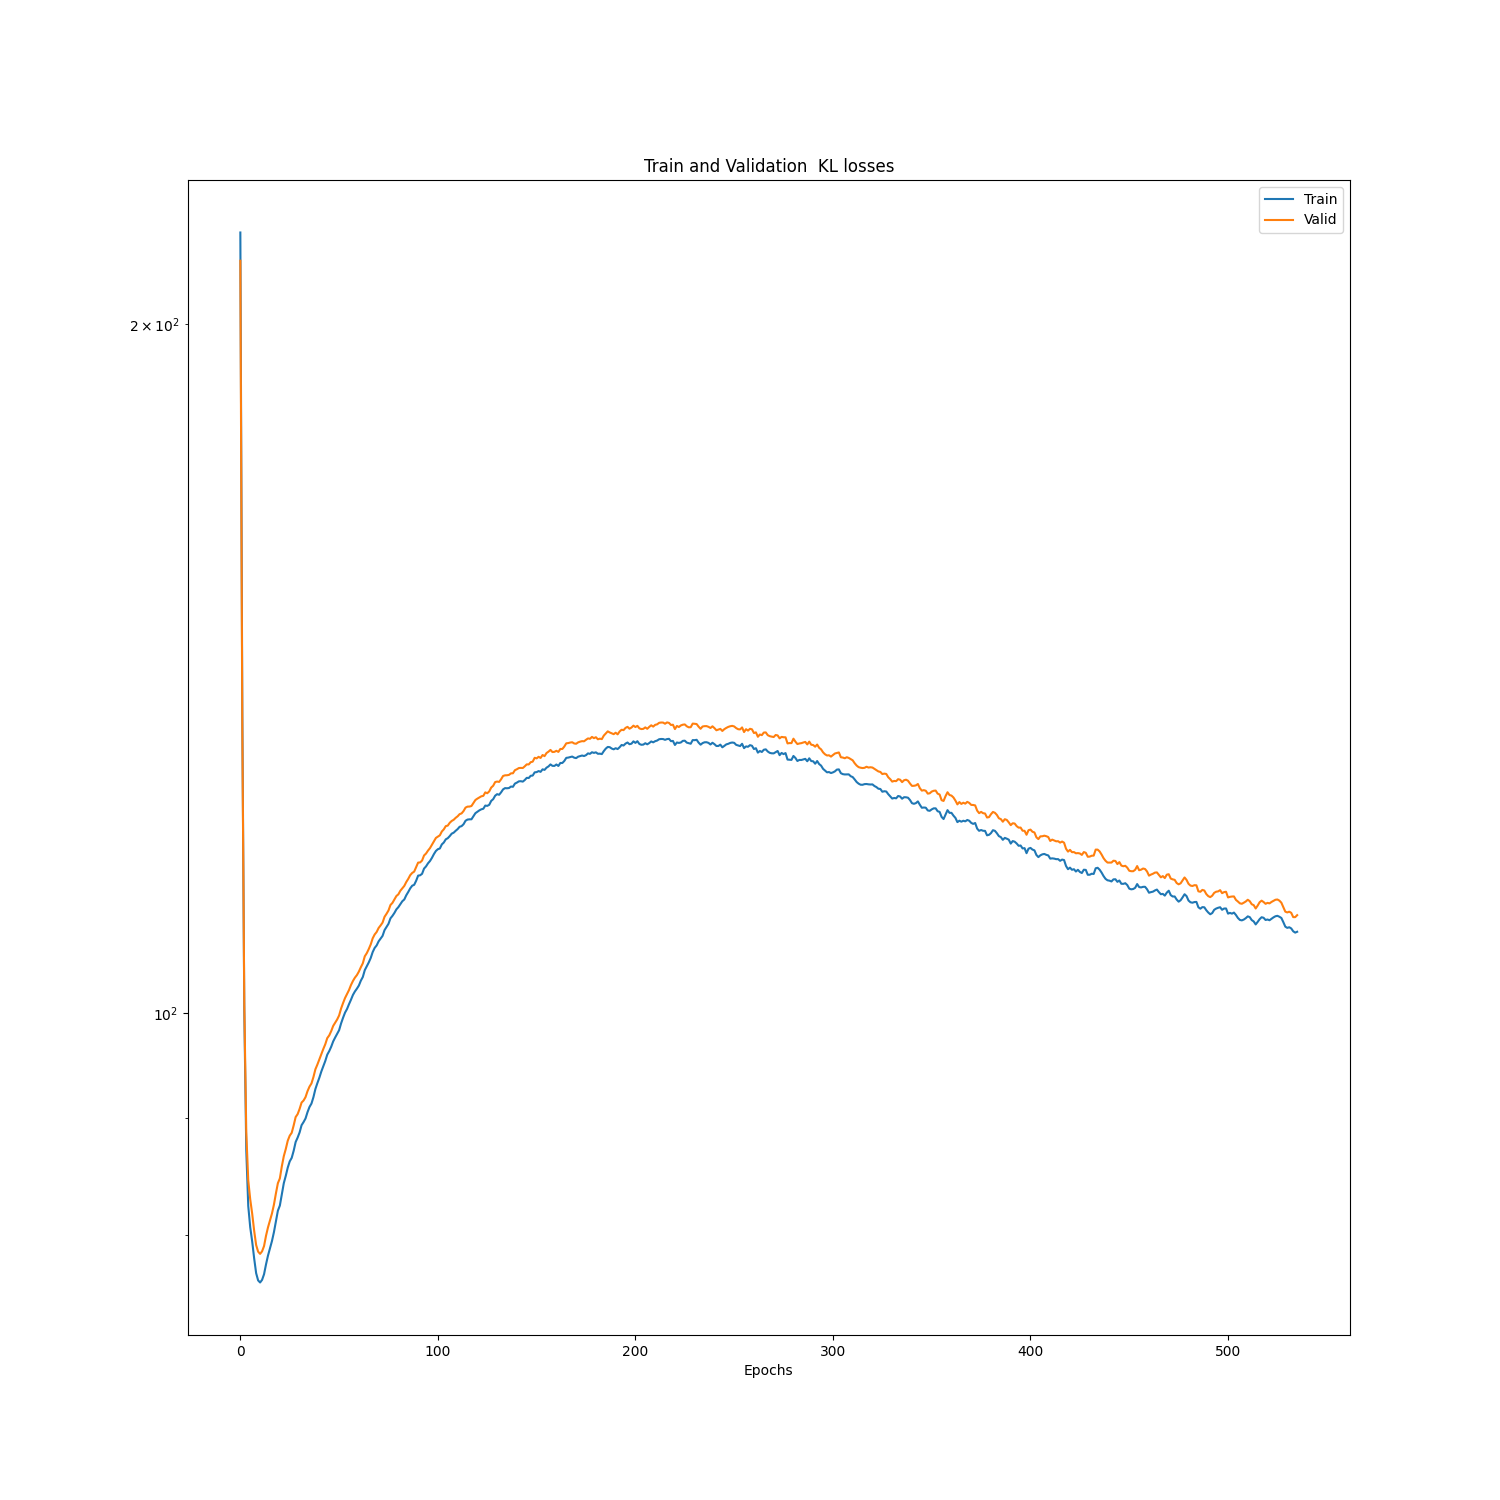 Train and Validation  KL losses
Train
Valid
2 × 10²
10²
0 100 200 300 400 500
Epochs